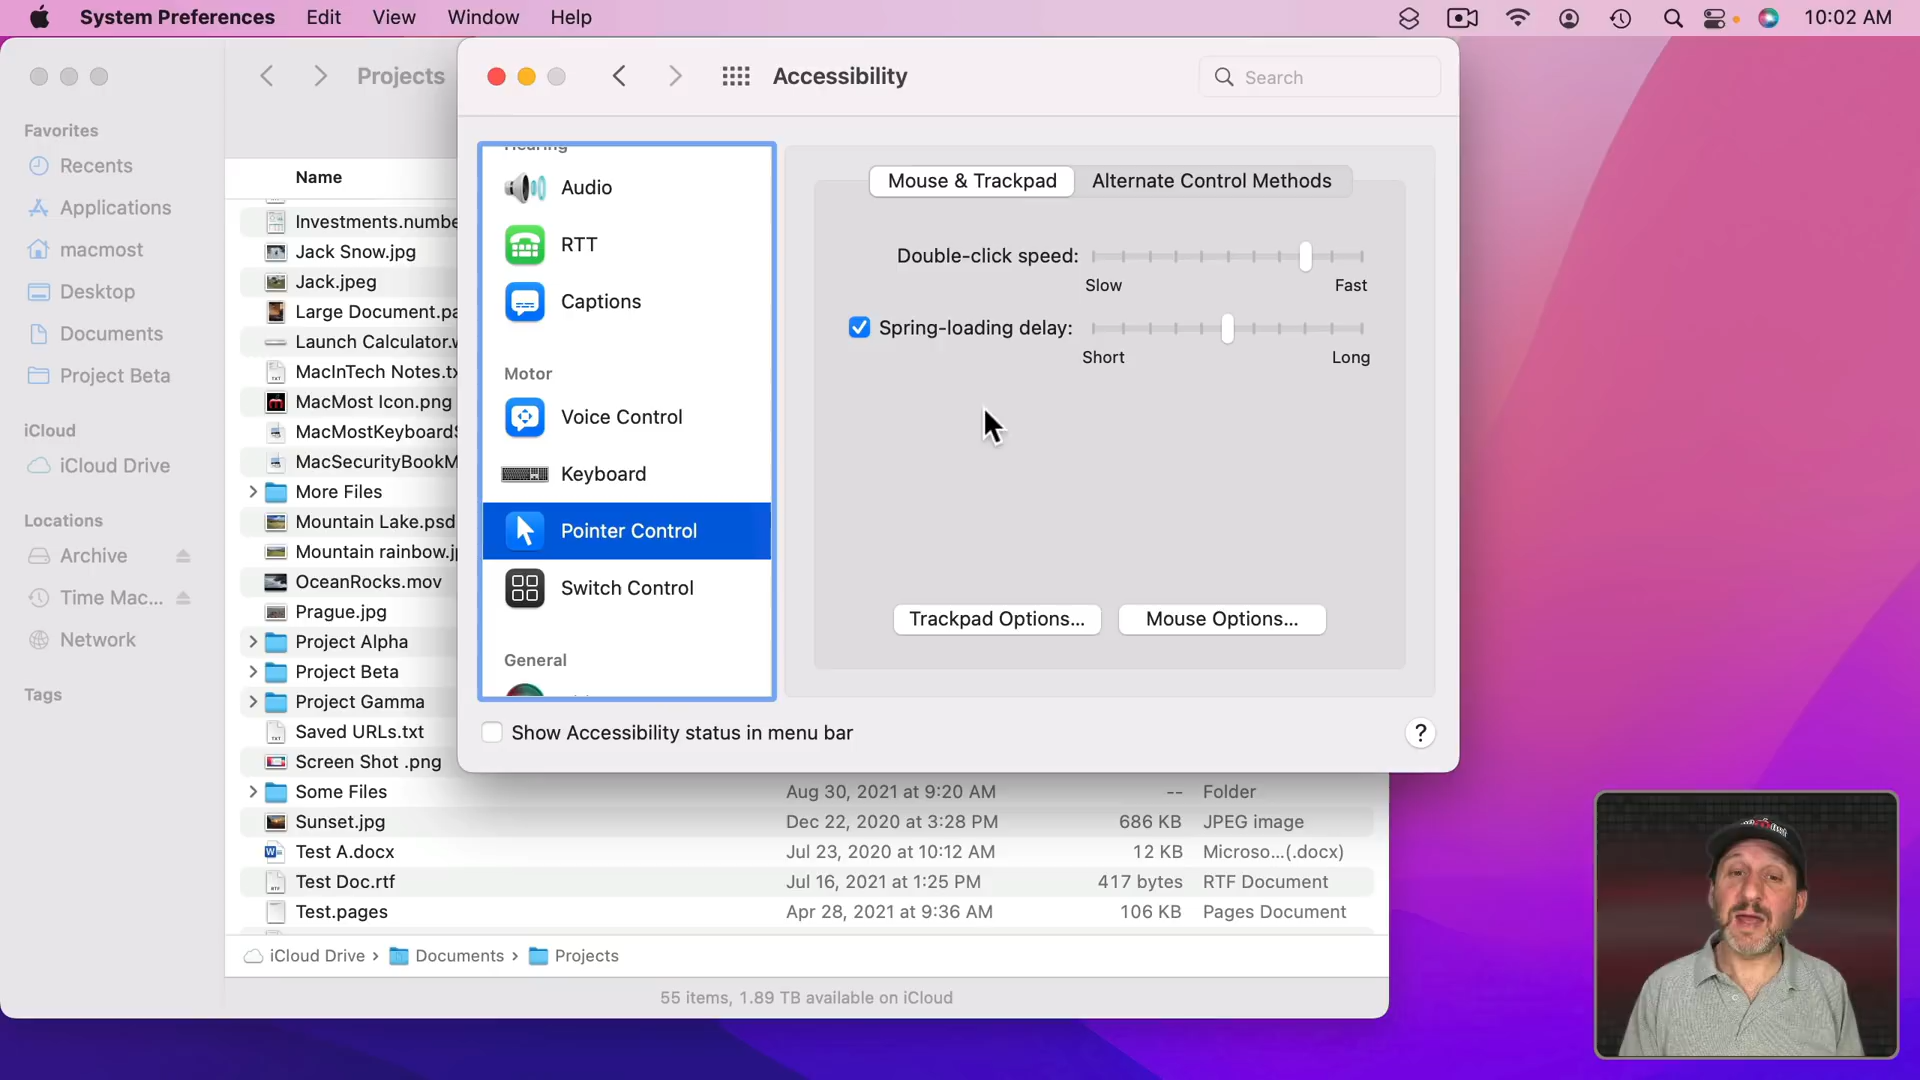 System Preferences Edit View Window Help 10:02 AM
Projects
Favorites
Recents
Applications
macmost
Desktop
Documents
Project Beta
iCloud
iCloud Drive
Locations
Archive
Time Mac...
Network
Tags
Name
Investments.numbe
Jack Snow.jpg
Jack.jpeg
Large Document.pa
Launch Calculator.w
MacInTech Notes.tx
MacMost Icon.png
MacMostKeyboardS
MacSecurityBookM
More Files
Mountain Lake.psd
Mountain rainbow.jp
OceanRocks.mov
Prague.jpg
Project Alpha
Project Beta
Project Gamma
Saved URLs.txt
Screen Shot .png
Some Files Aug 30, 2021 at 9:20 AM -- Folder
Sunset.jpg Dec 22, 2020 at 3:28 PM 686 KB JPEG image
Test A.docx Jul 23, 2020 at 10:12 AM 12 KB Microso...(.docx)
Test Doc.rtf Jul 16, 2021 at 1:25 PM 417 bytes RTF Document
Test.pages Apr 28, 2021 at 9:36 AM 106 KB Pages Document
iCloud Drive › Documents › Projects
55 items, 1.89 TB available on iCloud
Accessibility
Search
Hearing
Audio
RTT
Captions
Motor
Voice Control
Keyboard
Pointer Control
Switch Control
General
Mouse & Trackpad Alternate Control Methods
Double-click speed:
Slow Fast
Spring-loading delay:
Short Long
Trackpad Options... Mouse Options...
Show Accessibility status in menu bar ?